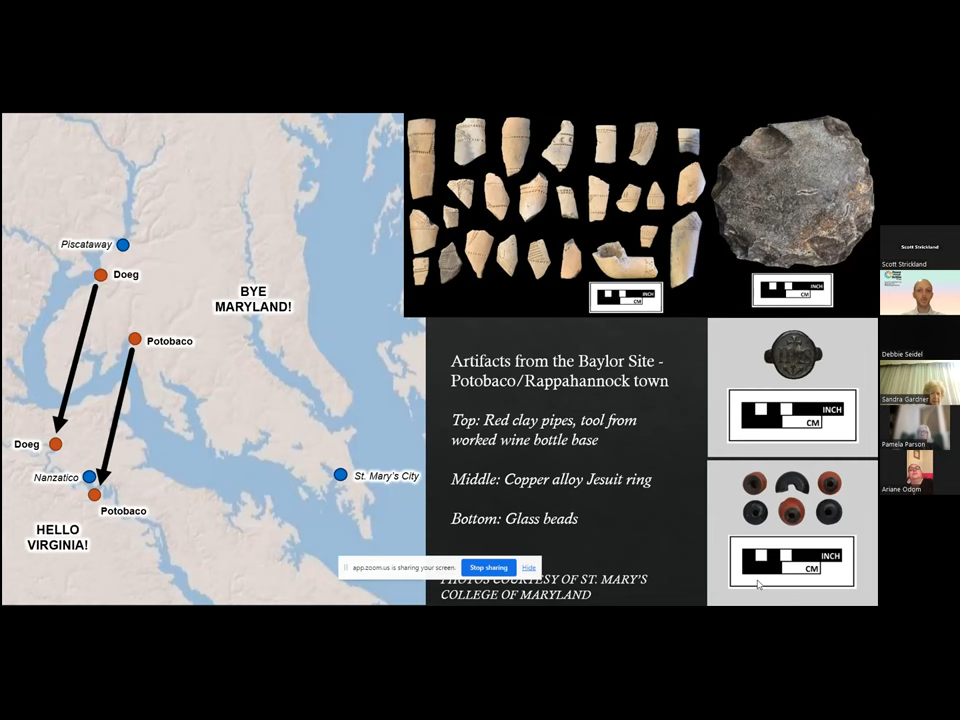 Piscataway
Doeg
BYE
MARYLAND!
Potobaco
Doeg
Nanzatico
St. Mary's City
Potobaco
HELLO
VIRGINIA!
INCH
CM
INCH
CM
Artifacts from the Baylor Site -
Potobaco/Rappahannock town
Top: Red clay pipes, tool from
worked wine bottle base
Middle: Copper alloy Jesuit ring
Bottom: Glass beads
PHOTOS COURTESY OF ST. MARY'S
COLLEGE OF MARYLAND
INCH
CM
INCH
CM
app.zoom.us is sharing your screen. Stop sharing Hide
Scott Strickland
Scott Strickland
Debbie Seidel
Sandra Gardner
Pamela Parson
Ariane Odom